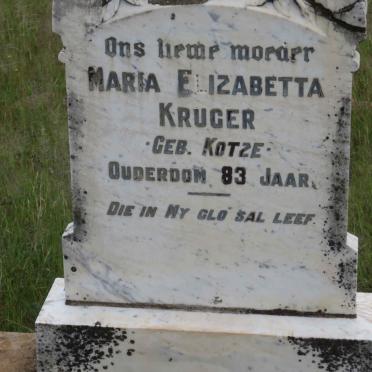 Ons liewe moeder
Maria Elizabetta
Kruger
·Geb. Kotze·
Ouderdom 83 Jaar.
Die in My glo sal leef